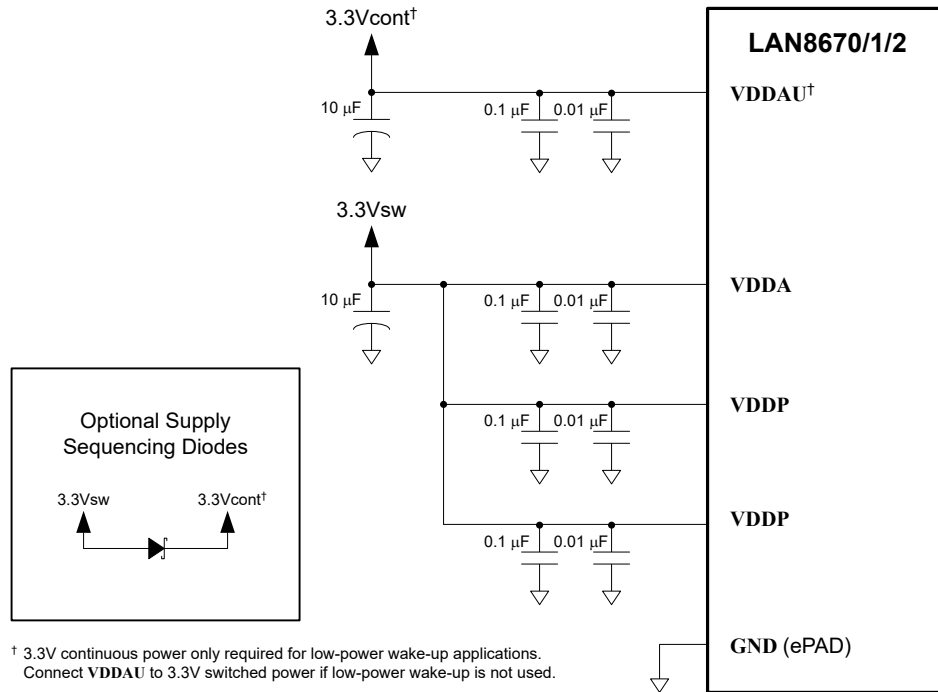 3.3Vcont†
LAN8670/1/2
VDDAU†
10 μF
0.1 μF 0.01 μF
3.3Vsw
VDDA
10 μF
0.1 μF 0.01 μF
VDDP
0.1 μF 0.01 μF
VDDP
0.1 μF 0.01 μF
GND (ePAD)
Optional Supply
Sequencing Diodes
3.3Vsw 3.3Vcont†
† 3.3V continuous power only required for low-power wake-up applications.
Connect VDDAU to 3.3V switched power if low-power wake-up is not used.